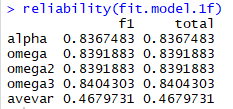 > reliability(fit.model.1f)
f1 total
alpha 0.8367483 0.8367483
omega 0.8391883 0.8391883
omega2 0.8391883 0.8391883
omega3 0.8404303 0.8404303
avevar 0.4679731 0.4679731